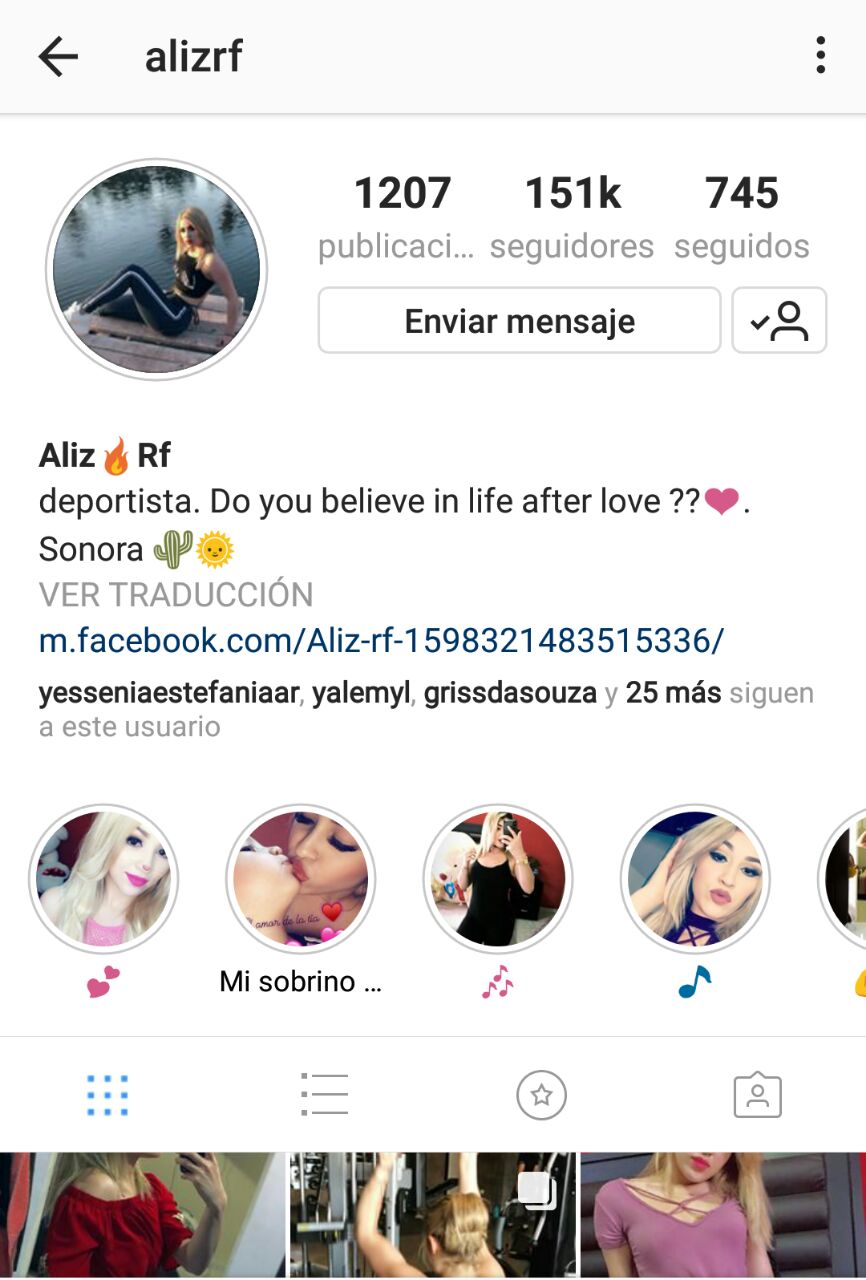 alizrf
1207 151k 745
publicaci... seguidores seguidos
Enviar mensaje
Aliz🔥Rf
deportista. Do you believe in life after love ??❤.
Sonora 🌵🌞
VER TRADUCCIÓN
m.facebook.com/Aliz-rf-1598321483515336/
yesseniaestefaniaar, yalemyl, grissdasouza y 25 más siguen
a este usuario
amor de la tia
Mi sobrino ...